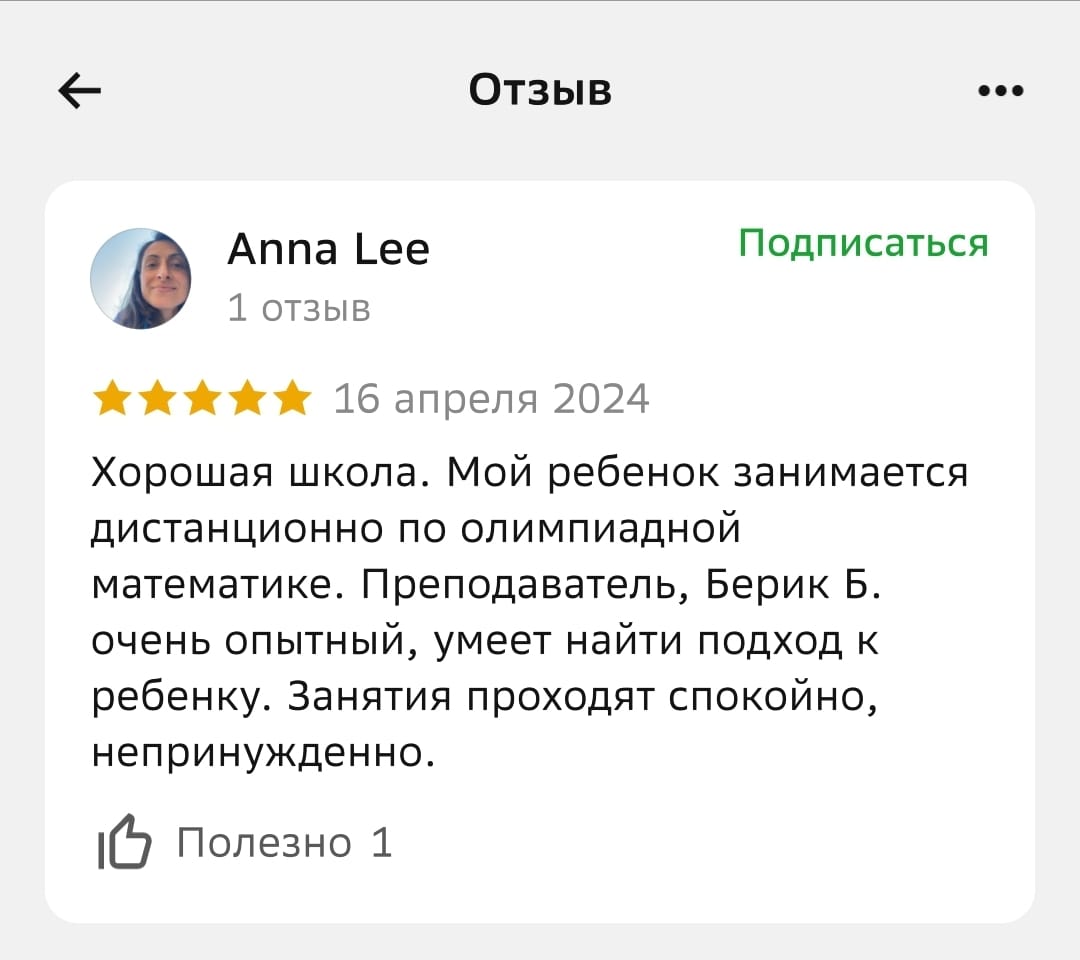 Отзыв
Anna Lee
Подписаться
1 отзыв
16 апреля 2024
Хорошая школа. Мой ребенок занимается
дистанционно по олимпиадной
математике. Преподаватель, Берик Б.
очень опытный, умеет найти подход к
ребенку. Занятия проходят спокойно,
непринужденно.
Полезно 1